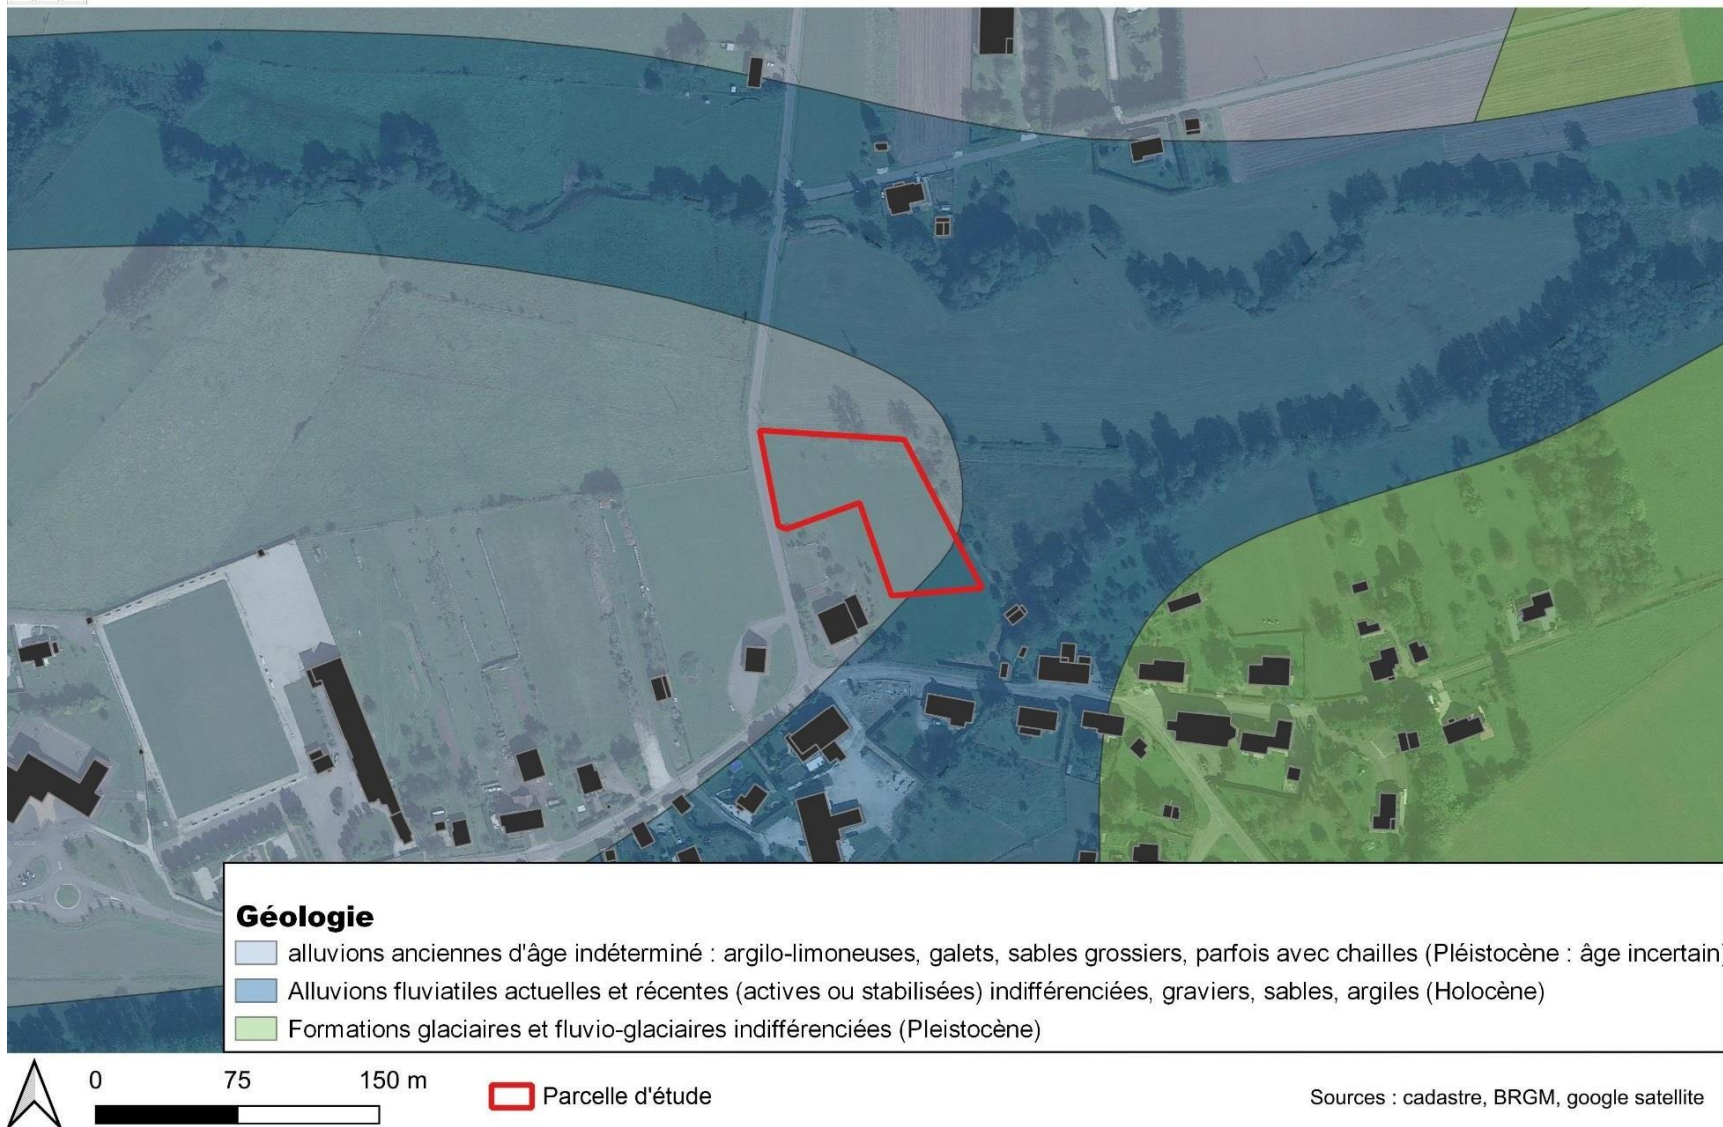 Géologie
alluvions anciennes d'âge indéterminé : argilo-limoneuses, galets, sables grossiers, parfois avec chailles (Pléistocène : âge incertain)
Alluvions fluviatiles actuelles et récentes (actives ou stabilisées) indifférenciées, graviers, sables, argiles (Holocène)
Formations glaciaires et fluvio-glaciaires indifférenciées (Pleistocène)
0 75 150 m
Parcelle d'étude
Sources : cadastre, BRGM, google satellite